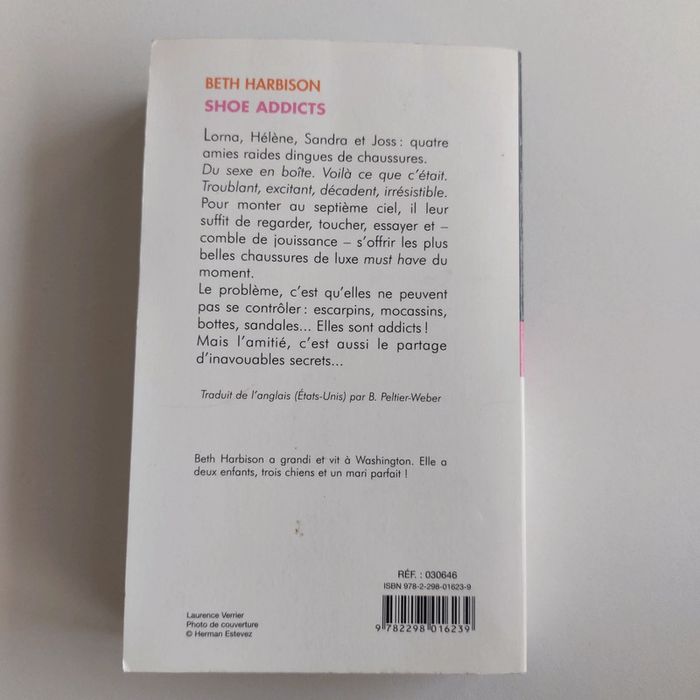 BETH HARBISON
SHOE ADDICTS
Lorna, Hélène, Sandra et Joss : quatre
amies raides dingues de chaussures.
Du sexe en boîte. Voilà ce que c'était.
Troublant, excitant, décadent, irrésistible.
Pour monter au septième ciel, il leur
suffit de regarder, toucher, essayer et –
comble de jouissance – s'offrir les plus
belles chaussures de luxe must have du
moment.
Le problème, c'est qu'elles ne peuvent
pas se contrôler : escarpins, mocassins,
bottes, sandales... Elles sont addicts !
Mais l'amitié, c'est aussi le partage
d'inavouables secrets...
Traduit de l'anglais (États-Unis) par B. Peltier-Weber
Beth Harbison a grandi et vit à Washington. Elle a
deux enfants, trois chiens et un mari parfait !
RÉF. : 030646
ISBN 978-2-298-01623-9
9 782298 016239
Laurence Verrier
Photo de couverture
© Herman Estevez